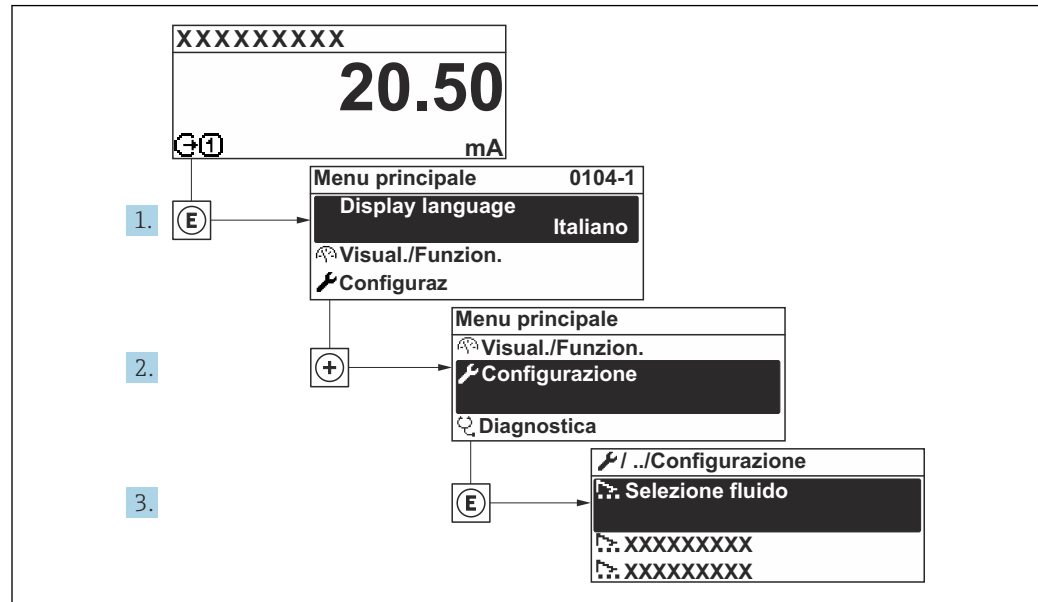 XXXXXXXXX
20.50
mA
1.
E
Menu principale 0104-1
Display language
Italiano
Visual./Funzion.
Configuraz
2.
+
Menu principale
Visual./Funzion.
Configurazione
Diagnostica
3.
E
/ ../Configurazione
Selezione fluido
XXXXXXXXX
XXXXXXXXX